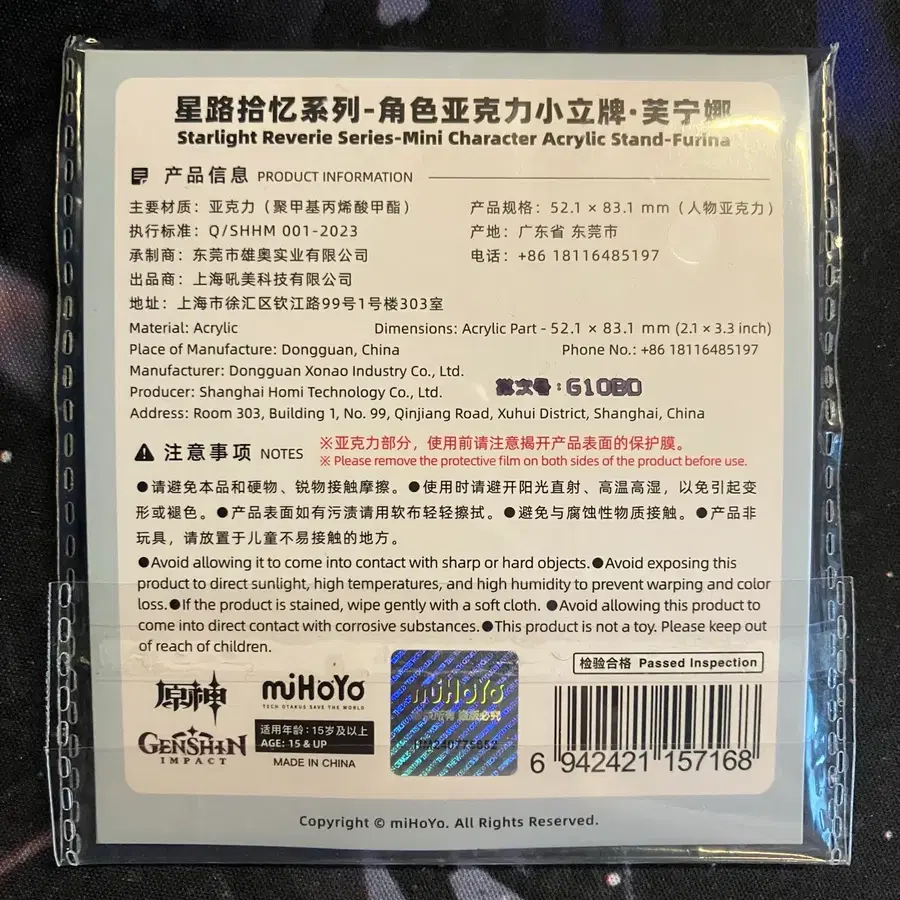 星路拾忆系列-角色亚克力小立牌·芙宁娜
Starlight Reverie Series-Mini Character Acrylic Stand-Furina
产品信息 PRODUCT INFORMATION
主要材质：亚克力（聚甲基丙烯酸甲酯） 产品规格：52.1 × 83.1 mm（人物亚克力）
执行标准：Q/SHHM 001-2023 产地：广东省 东莞市
承制商：东莞市雄奥实业有限公司 电话：+86 18116485197
出品商：上海吼美科技有限公司
地址：上海市徐汇区钦江路99号1号楼303室
Material: Acrylic Dimensions: Acrylic Part - 52.1 × 83.1 mm (2.1 × 3.3 inch)
Place of Manufacture: Dongguan, China Phone No.: +86 18116485197
Manufacturer: Dongguan Xonao Industry Co., Ltd.
Producer: Shanghai Homi Technology Co., Ltd. 批次号：G10BD
Address: Room 303, Building 1, No. 99, Qinjiang Road, Xuhui District, Shanghai, China
注意事项 NOTES
※亚克力部分，使用前请注意揭开产品表面的保护膜。
※ Please remove the protective film on both sides of the product before use.
●请避免本品和硬物、锐物接触摩擦。●使用时请避开阳光直射、高温高湿，以免引起变
形或褪色。●产品表面如有污渍请用软布轻轻擦拭。●避免与腐蚀性物质接触。●产品非
玩具，请放置于儿童不易接触的地方。
●Avoid allowing it to come into contact with sharp or hard objects.●Avoid exposing this
product to direct sunlight, high temperatures, and high humidity to prevent warping and color
loss.●If the product is stained, wipe gently with a soft cloth. ●Avoid allowing this product to
come into direct contact with corrosive substances.●This product is not a toy. Please keep out
of reach of children.
检验合格 Passed Inspection
原神
GENSHIN
IMPACT
miHoYo
TECH OTAKUS SAVE THE WORLD
适用年龄：15岁及以上
AGE: 15 & UP
MADE IN CHINA
miHoYo
6 942421 157168
Copyright © miHoYo. All Rights Reserved.